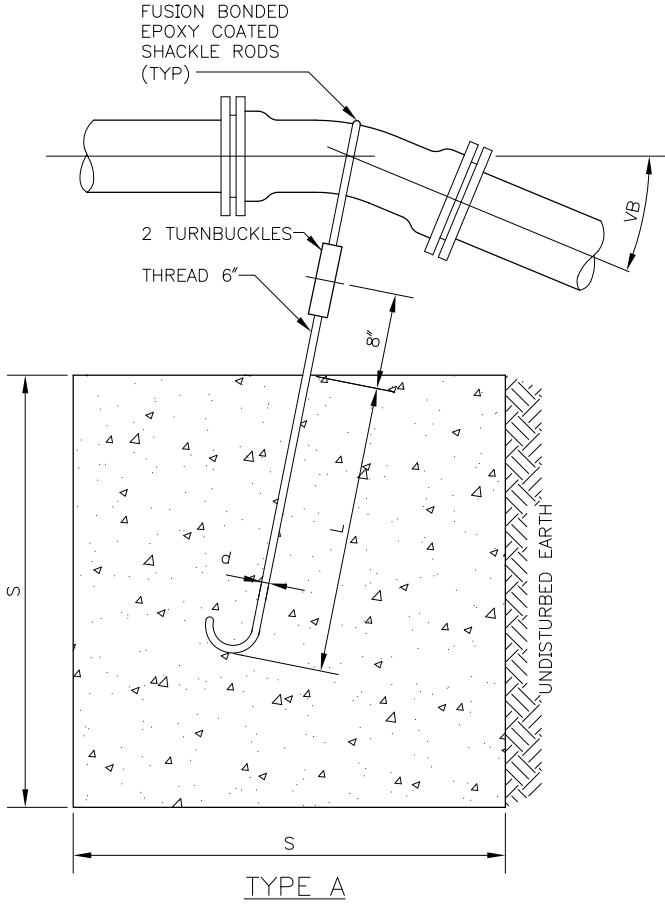 FUSION BONDED
EPOXY COATED
SHACKLE RODS
(TYP)
VB
2 TURNBUCKLES
THREAD 6"
8"
L
d
S
UNDISTURBED EARTH
S
TYPE A